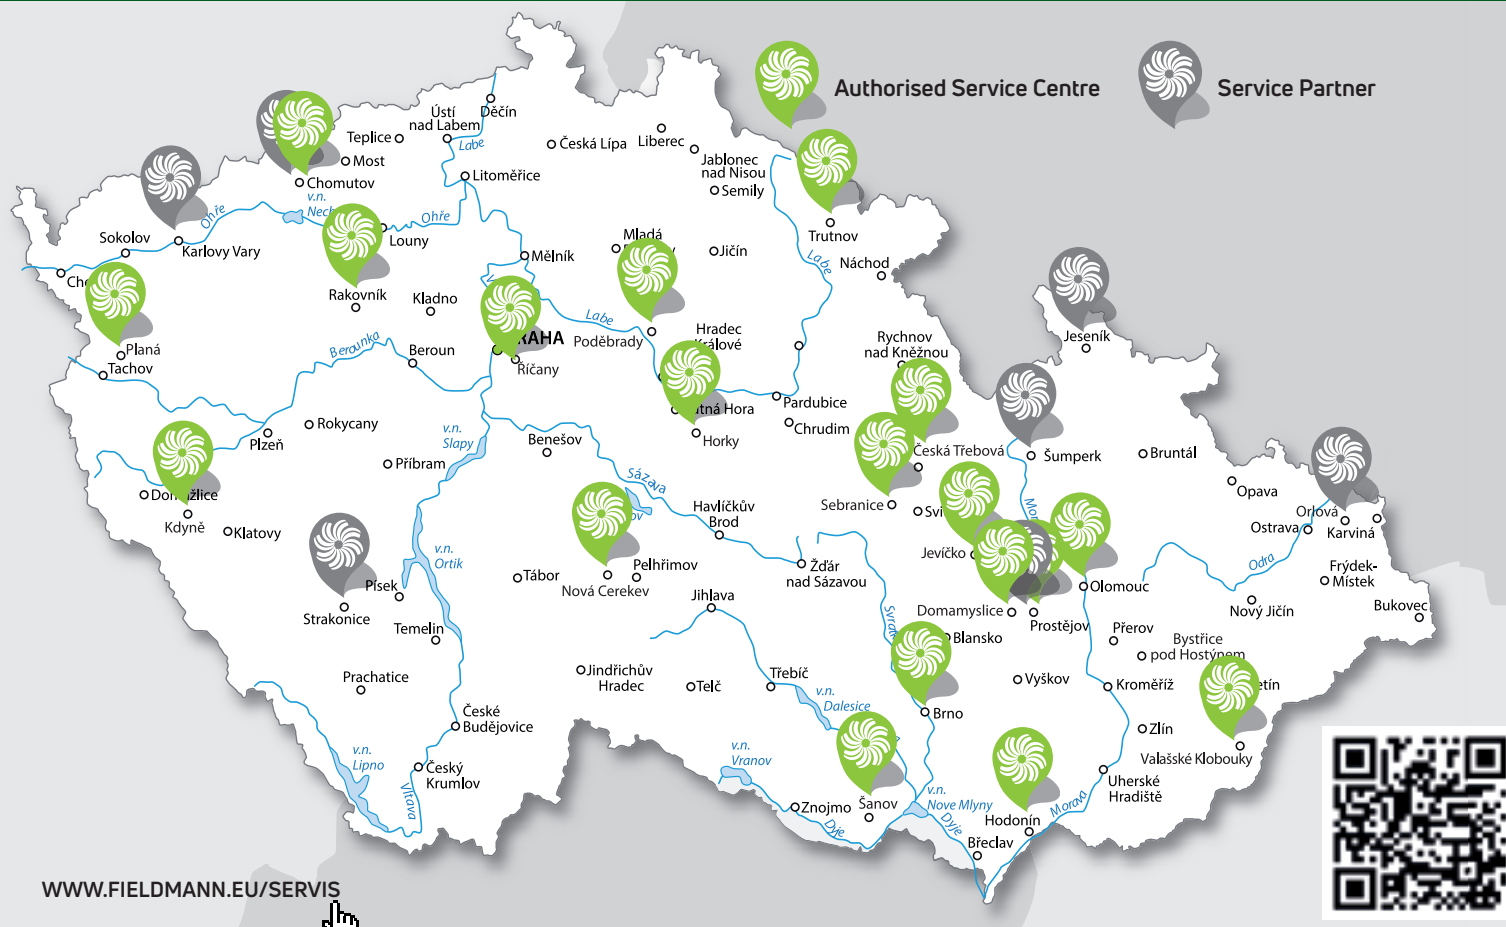 Authorised Service Centre
Service Partner
Děčín
Ústí
nad Labem
Teplice
Most
Labe
Česká Lípa
Liberec
Jablonec
nad Nisou
Semily
Litoměřice
Chomutov
v.n.
Ohře
Ohře
Louny
Sokolov
Karlovy Vary
Mělník
Mladá
Jičín
Labe
Trutnov
Náchod
Rakovník
Kladno
Labe
Poděbrady
Hradec
Králové
Rychnov
nad Kněžnou
Jeseník
Planá
Tachov
Berounka
Beroun
Říčany
Pardubice
Chrudim
Horky
Rokycany
Plzeň
v.n.
Slapy
Benešov
Příbram
Sázava
Havlíčkův
Brod
Česká Třebová
Sebranice
Šumperk
Bruntál
Opava
Ostrava
Orlová
Karviná
Odra
Frýdek-
Místek
Bukovec
Nový Jičín
Kdyně
Klatovy
v.n.
Ortik
Písek
Strakonice
Temelin
Tábor
Nová Cerekev
Pelhřimov
Jihlava
Žďár
nad Sázavou
Jevíčko
Domamyslice
Prostějov
Olomouc
Přerov
Bystřice
pod Hostýnem
Blansko
Vyškov
Kroměříž
Zlín
Valašské Klobouky
Prachatice
Jindřichův
Hradec
Telč
Třebíč
v.n.
Dalesice
Brno
České
Budějovice
Český
Krumlov
v.n.
Lipno
Vltava
v.n.
Vranov
Znojmo
Šanov
Dyje
v.n.
Nove Mlyny
Dyje
Hodonín
Břeclav
Morava
Uherské
Hradiště
WWW.FIELDMANN.EU/SERVIS